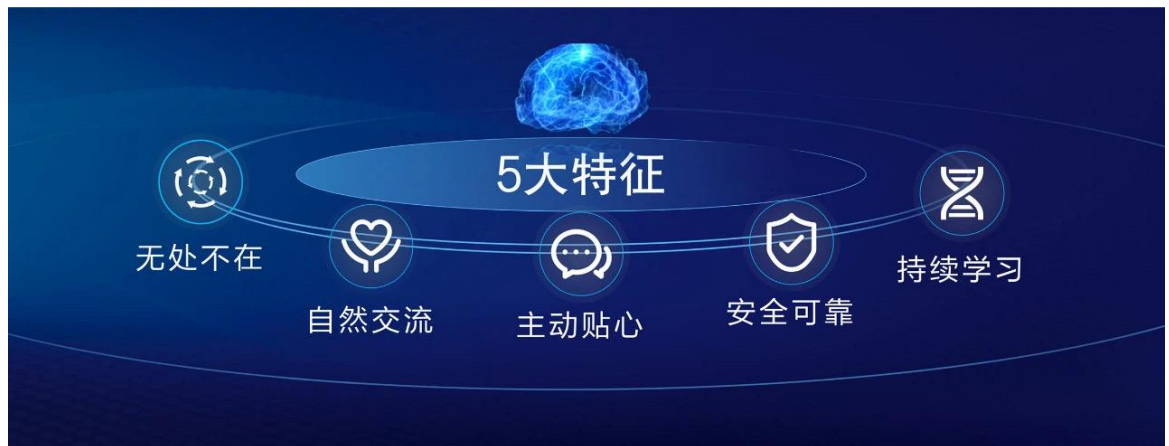 5大特征
无处不在
自然交流
主动贴心
安全可靠
持续学习